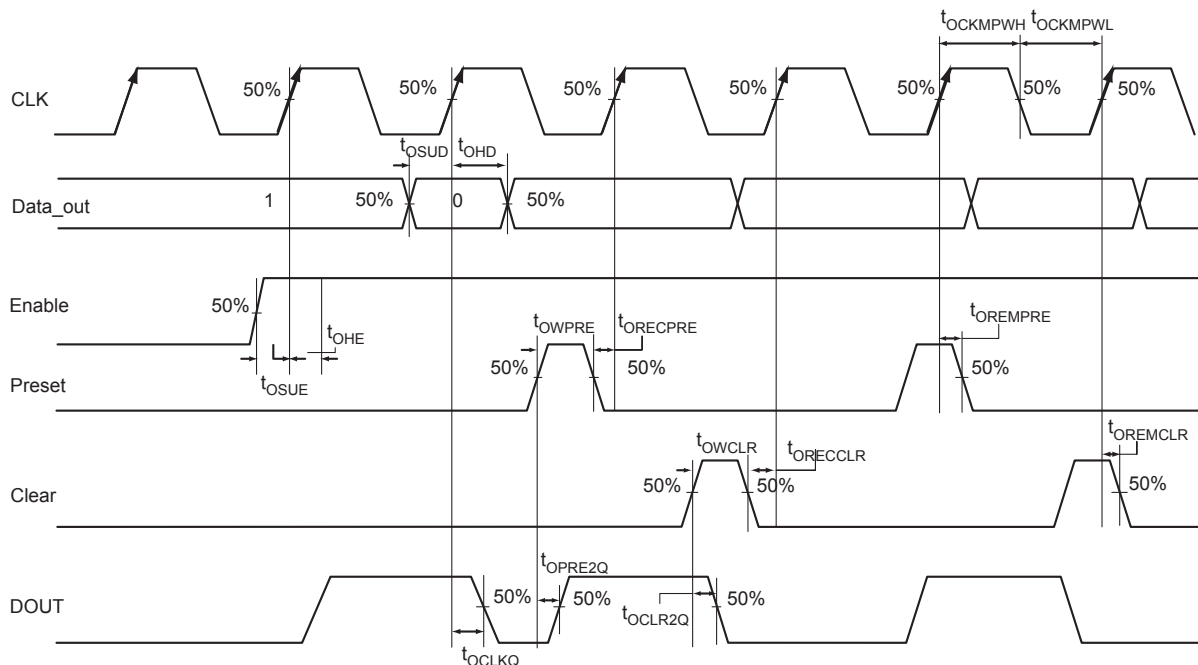 tOCKMPWH tOCKMPWL
CLK 50% 50% 50% 50% 50% 50% 50%
tOSUD tOHD
Data_out 1 50% 0 50%
Enable 50%
tOHE
tOSUE
tOWPRE tORECPRE tOREMPRE
Preset 50% 50% 50%
tOWCLR tORECCLR tOREMCLR
Clear 50% 50% 50%
tOPRE2Q
DOUT 50% 50% 50%
tOCLR2Q
tOCLKQ